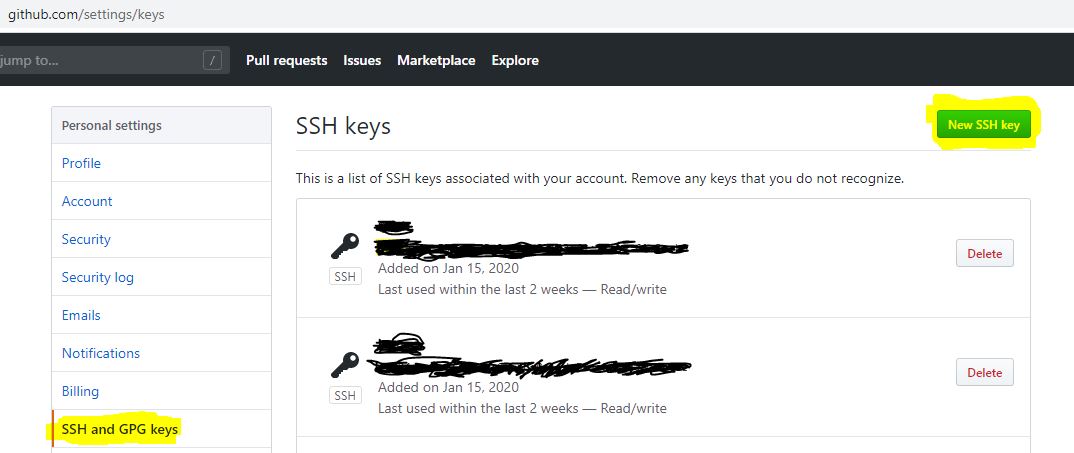 github.com/settings/keys
jump to... /
Pull requests Issues Marketplace Explore
Personal settings
Profile
Account
Security
Security log
Emails
Notifications
Billing
SSH and GPG keys
SSH keys
New SSH key
This is a list of SSH keys associated with your account. Remove any keys that you do not recognize.
SSH
Added on Jan 15, 2020
Last used within the last 2 weeks — Read/write
Delete
SSH
Added on Jan 15, 2020
Last used within the last 2 weeks — Read/write
Delete